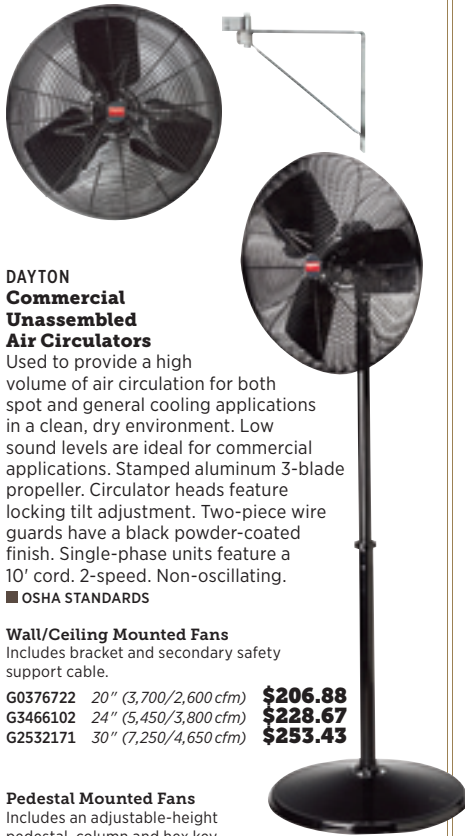 DAYTON
Commercial
Unassembled
Air Circulators
Used to provide a high
volume of air circulation for both
spot and general cooling applications
in a clean, dry environment. Low
sound levels are ideal for commercial
applications. Stamped aluminum 3-blade
propeller. Circulator heads feature
locking tilt adjustment. Two-piece wire
guards have a black powder-coated
finish. Single-phase units feature a
10' cord. 2-speed. Non-oscillating.
■ OSHA STANDARDS
Wall/Ceiling Mounted Fans
Includes bracket and secondary safety
support cable.
G0376722 20" (3,700/2,600 cfm) $206.88
G3466102 24" (5,450/3,800 cfm) $228.67
G2532171 30" (7,250/4,650 cfm) $253.43
Pedestal Mounted Fans
Includes an adjustable-height
pedestal, column and hex key